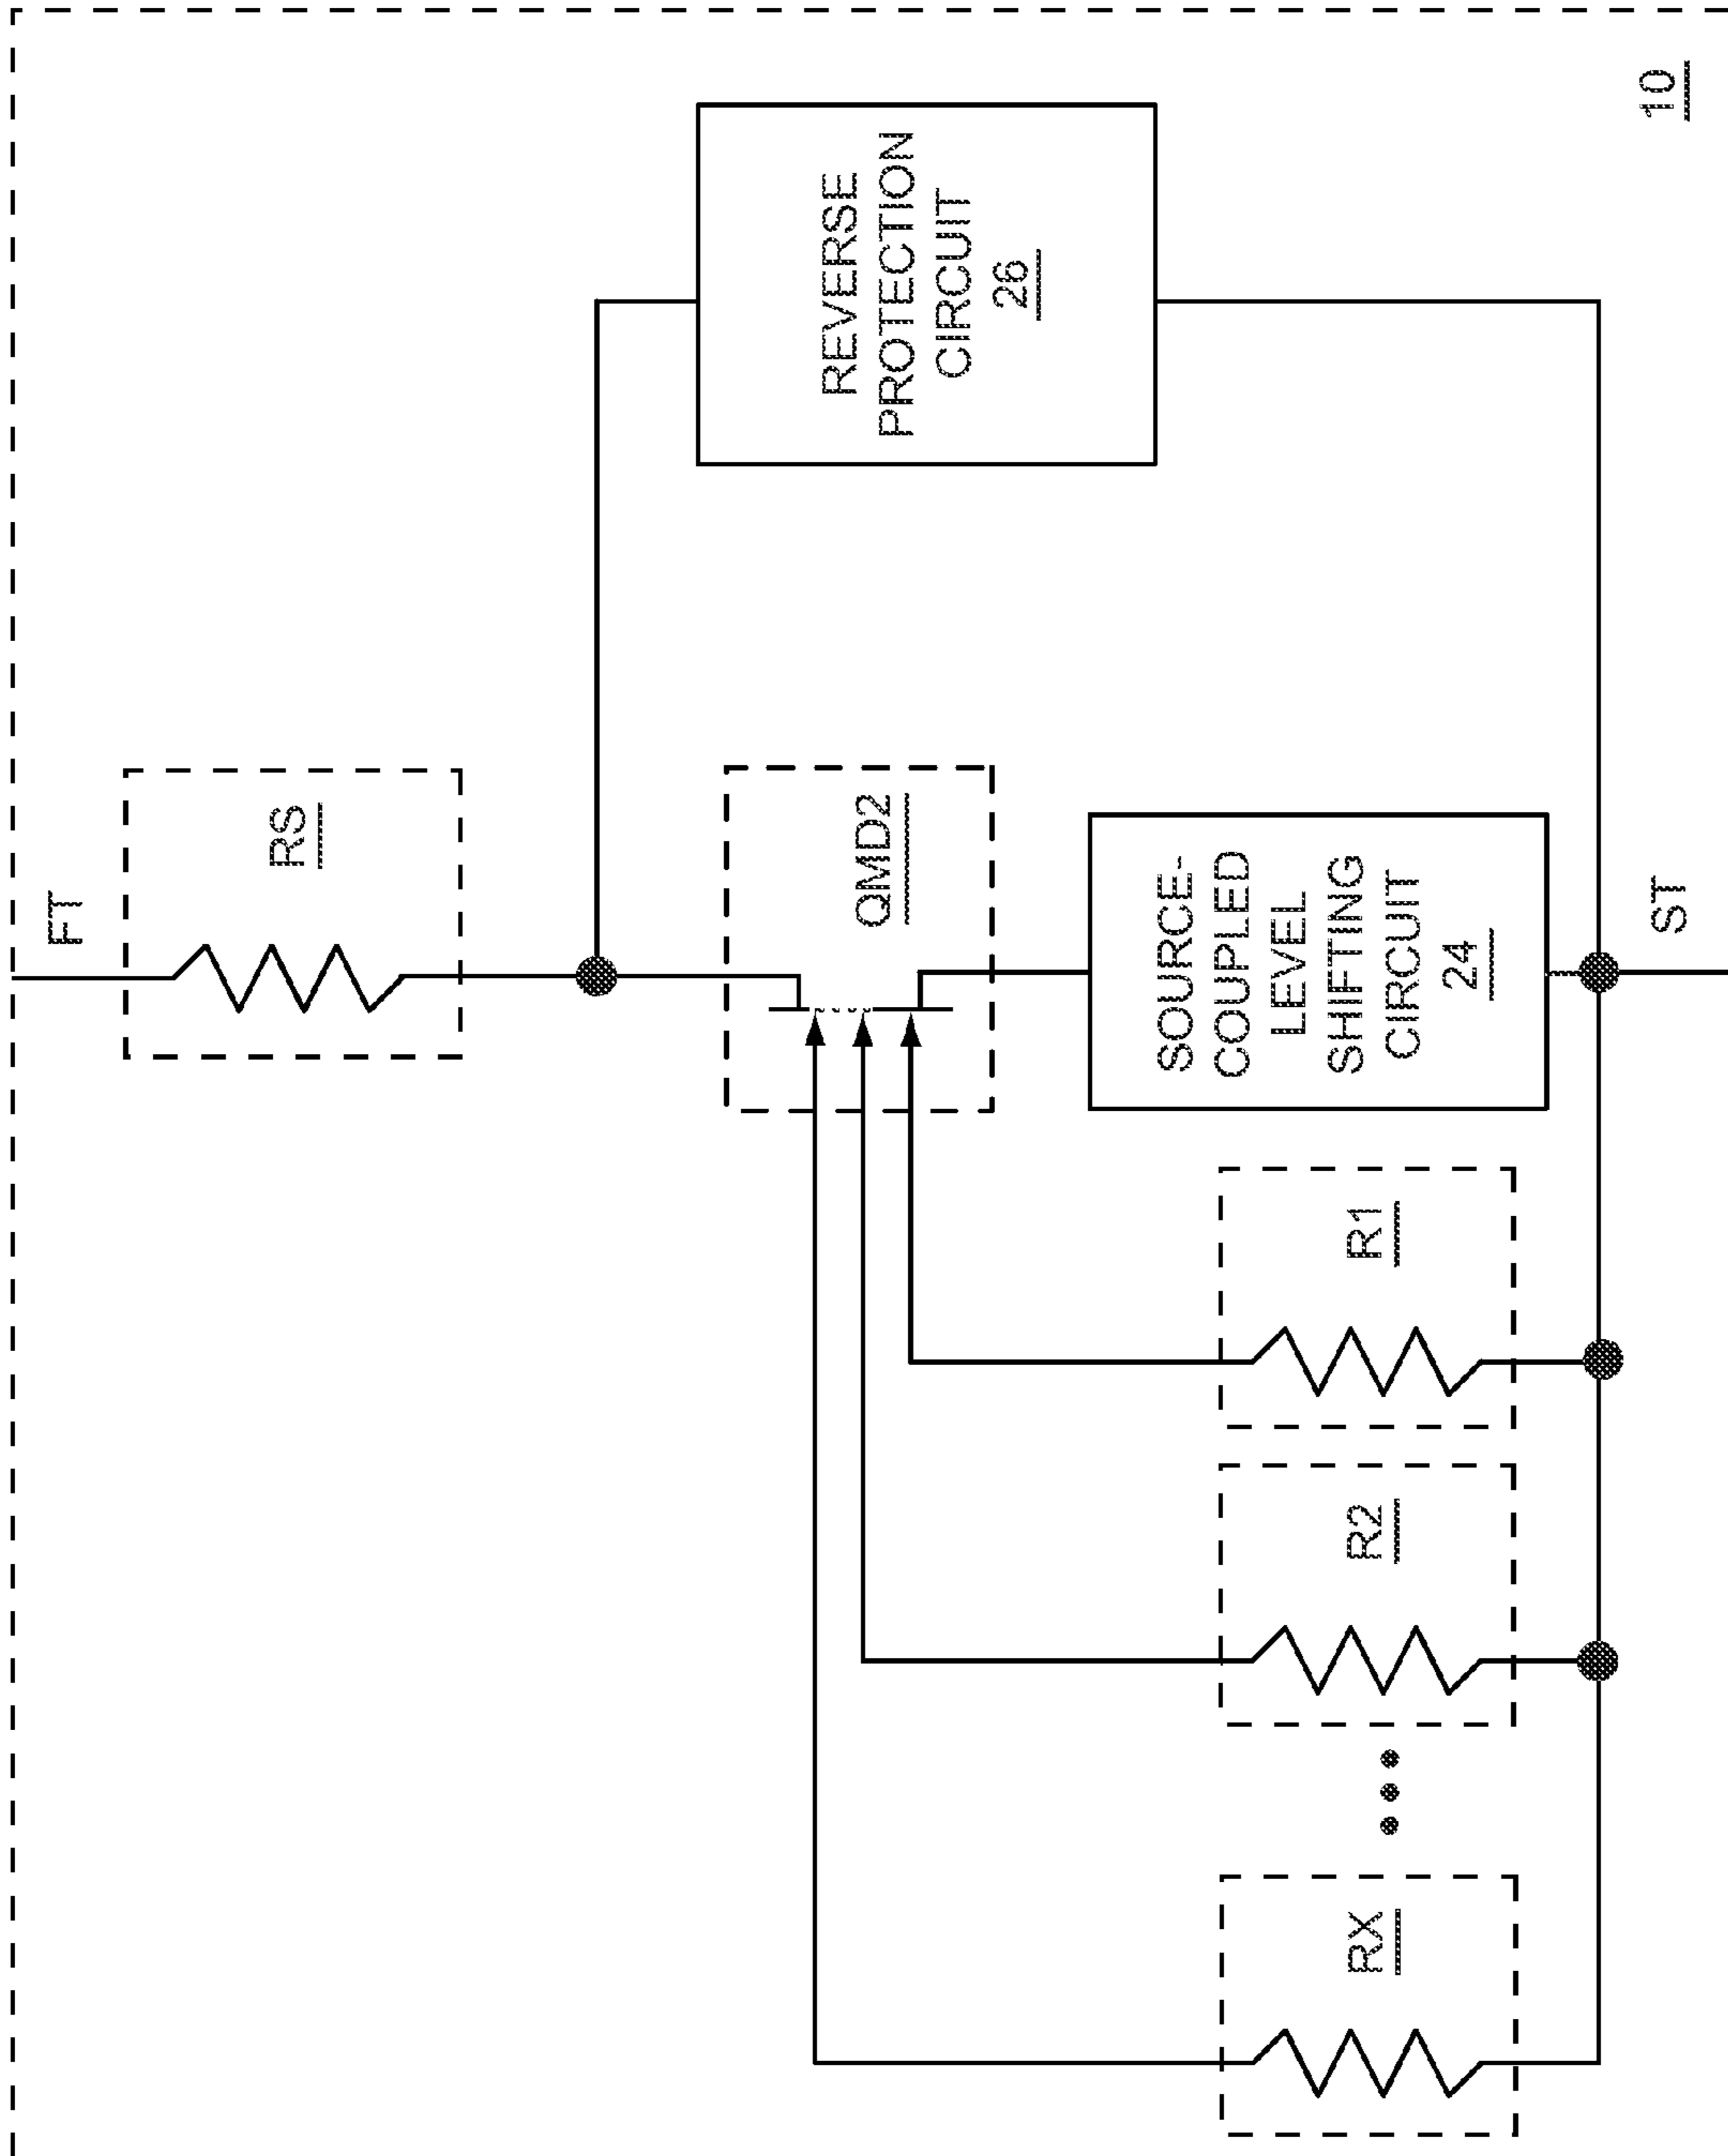 10
REVERSE
PROTECTION
CIRCUIT
26
FT
RS
QMD2
SOURCE-
COUPLED
LEVEL
SHIFTING
CIRCUIT
24
ST
R1
R2
RX